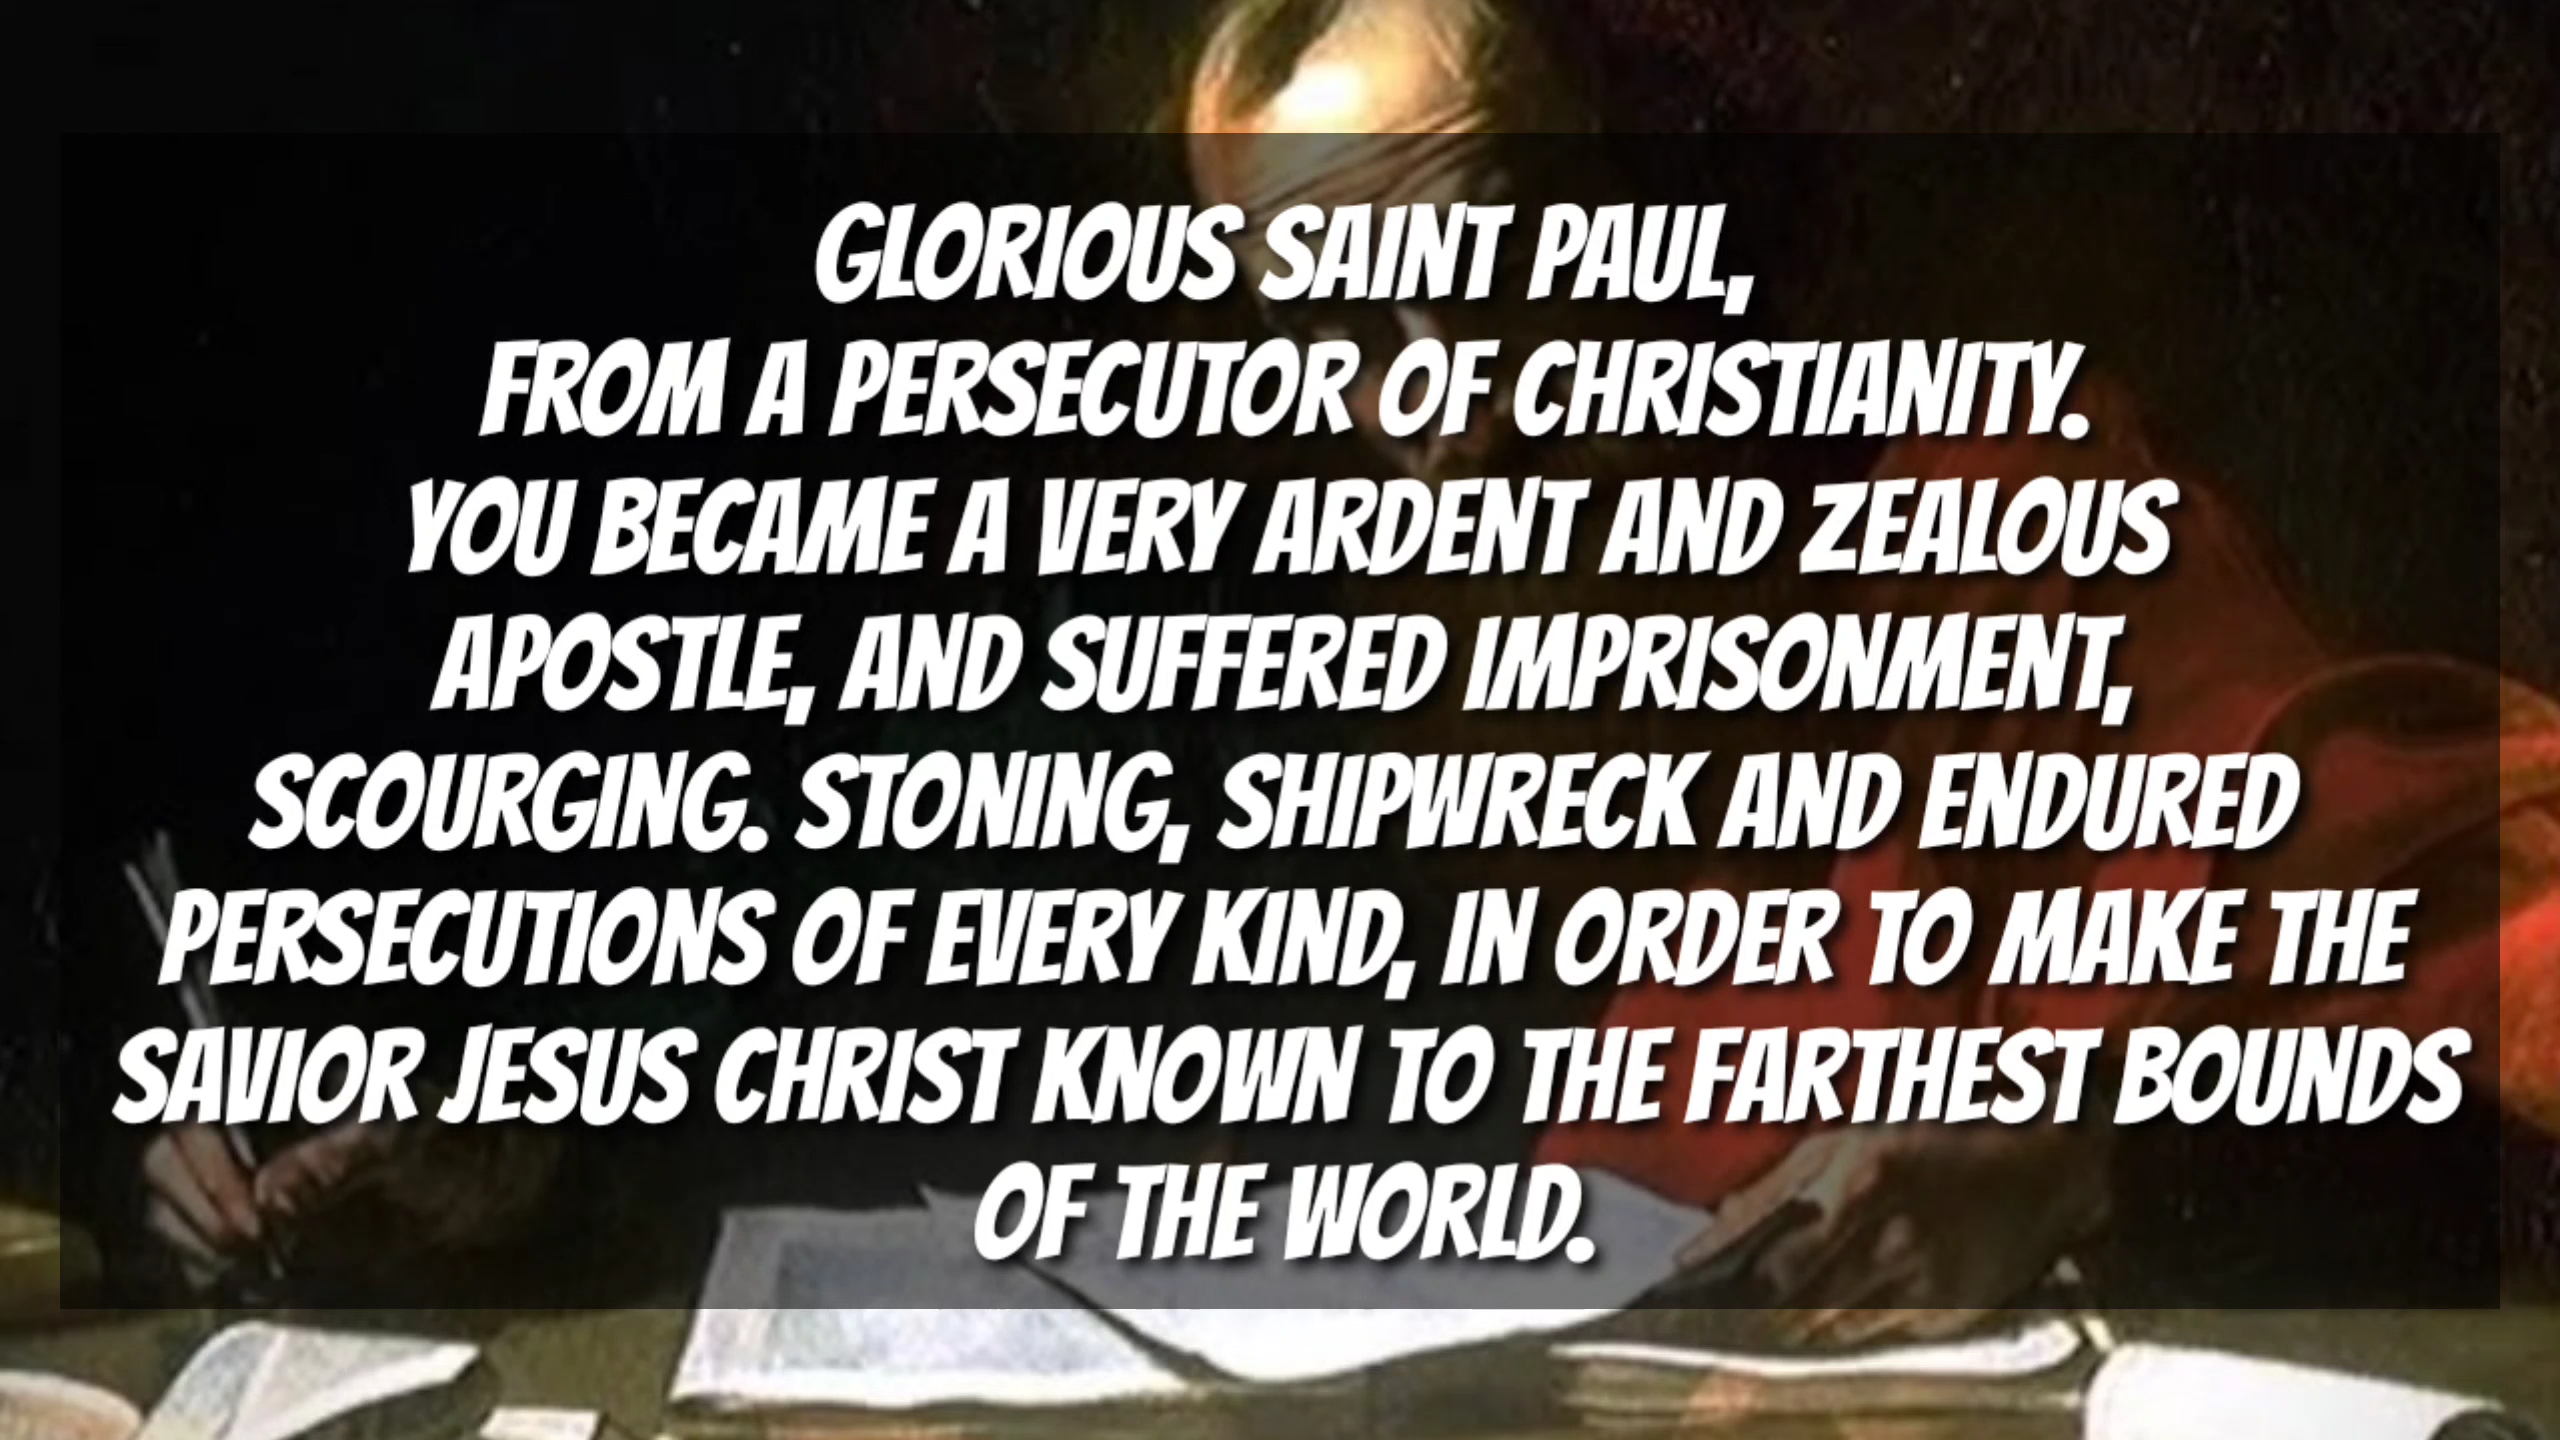 GLORIOUS SAINT PAUL,
FROM A PERSECUTOR OF CHRISTIANITY.
YOU BECAME A VERY ARDENT AND ZEALOUS
APOSTLE, AND SUFFERED IMPRISONMENT,
SCOURGING. STONING, SHIPWRECK AND ENDURED
PERSECUTIONS OF EVERY KIND, IN ORDER TO MAKE THE
SAVIOR JESUS CHRIST KNOWN TO THE FARTHEST BOUNDS
OF THE WORLD.